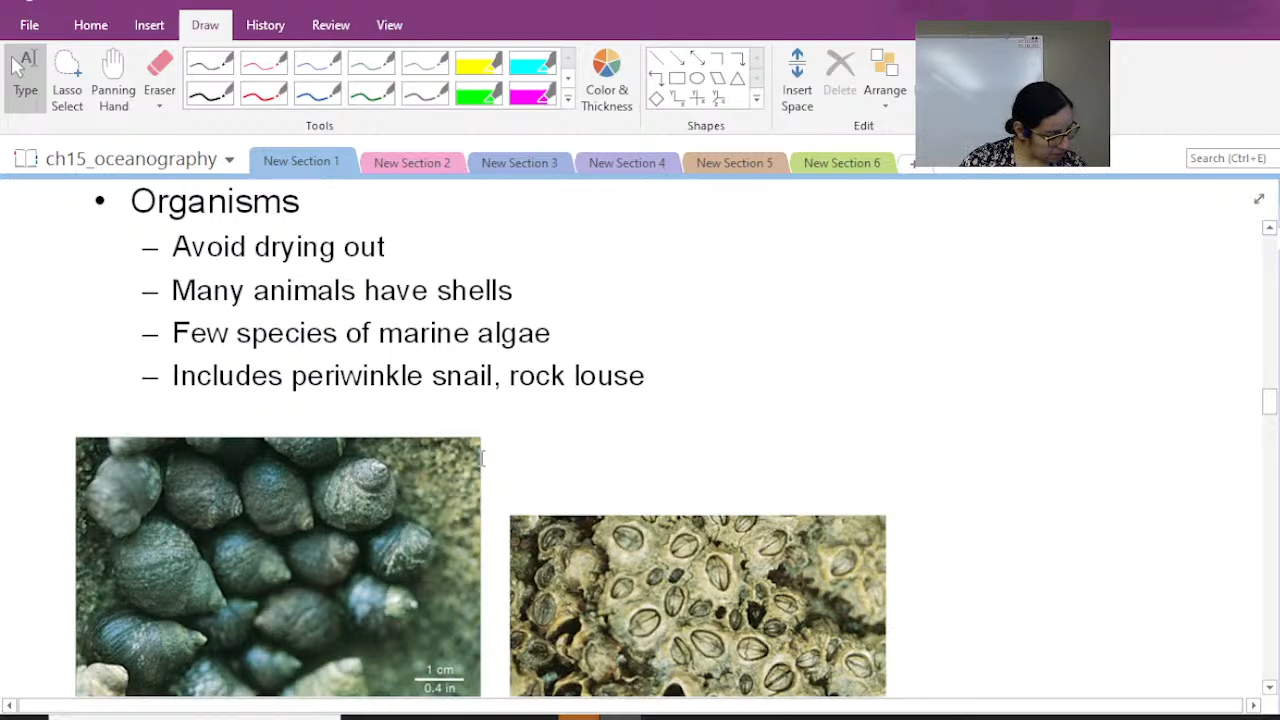 File Home Insert Draw History Review View
Type
Lasso Select
Panning Hand
Eraser
Color & Thickness
Insert Space
Delete
Arrange
Tools
Shapes
Edit
ch15_oceanography
New Section 1
New Section 2
New Section 3
New Section 4
New Section 5
New Section 6
Search (Ctrl+E)
• Organisms
– Avoid drying out
– Many animals have shells
– Few species of marine algae
– Includes periwinkle snail, rock louse
1 cm
0.4 in